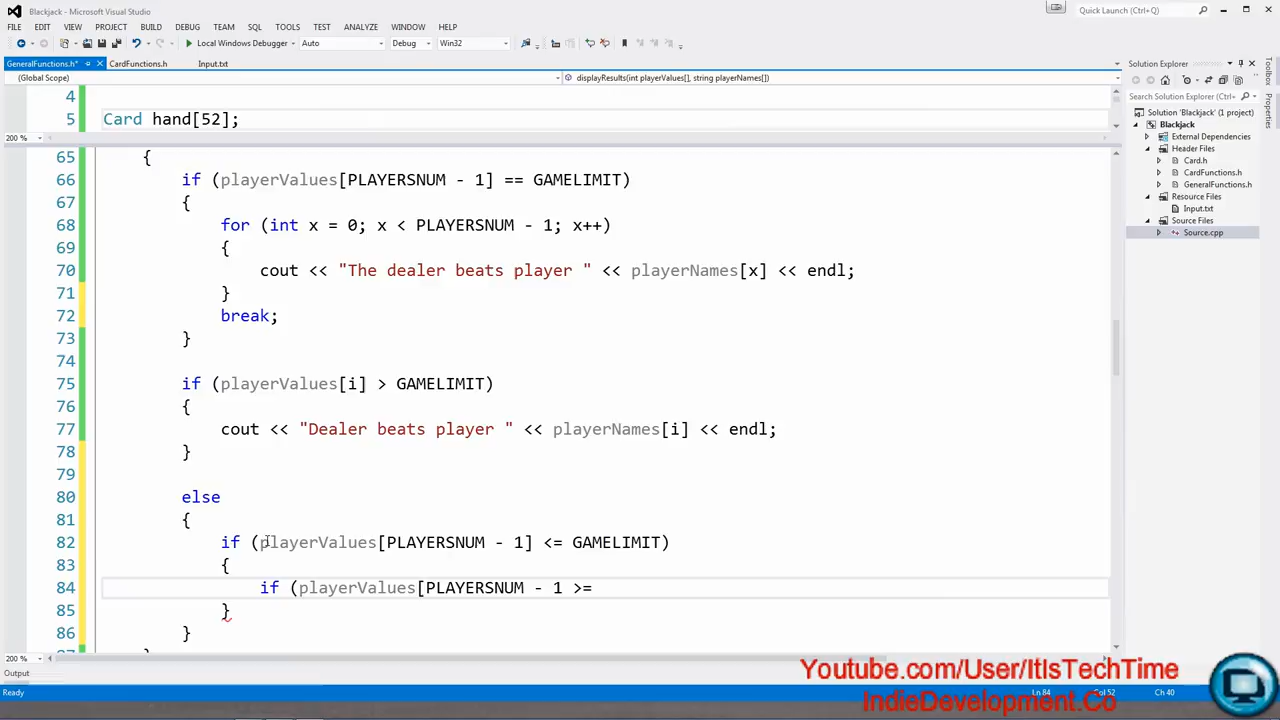 Blackjack - Microsoft Visual Studio
Quick Launch (Ctrl+Q)
FILE EDIT VIEW PROJECT BUILD DEBUG TEAM SQL TOOLS TEST ANALYZE WINDOW HELP
Local Windows Debugger Auto Debug Win32
GeneralFunctions.h* CardFunctions.h Input.txt
Solution Explorer
Toolbox
Properties
(Global Scope) displayResults(int playerValues[], string playerNames[])
Search Solution Explorer (Ctrl+
Solution 'Blackjack' (1 project)
Blackjack
External Dependencies
Header Files
Card.h
CardFunctions.h
GeneralFunctions.h
Resource Files
Input.txt
Source Files
Source.cpp
4
5 Card hand[52];
200 %
65 {
66 if (playerValues[PLAYERSNUM - 1] == GAMELIMIT)
67 {
68 for (int x = 0; x < PLAYERSNUM - 1; x++)
69 {
70 cout << "The dealer beats player " << playerNames[x] << endl;
71 }
72 break;
73 }
74
75 if (playerValues[i] > GAMELIMIT)
76 {
77 cout << "Dealer beats player " << playerNames[i] << endl;
78 }
79
80 else
81 {
82 if (playerValues[PLAYERSNUM - 1] <= GAMELIMIT)
83 {
84 if (playerValues[PLAYERSNUM - 1 >=
85 }
86 }
200 %
Output
Ready Ln 84 Col 52 Ch 40
Youtube.com/User/ItIsTechTime
IndieDevelopment.Co